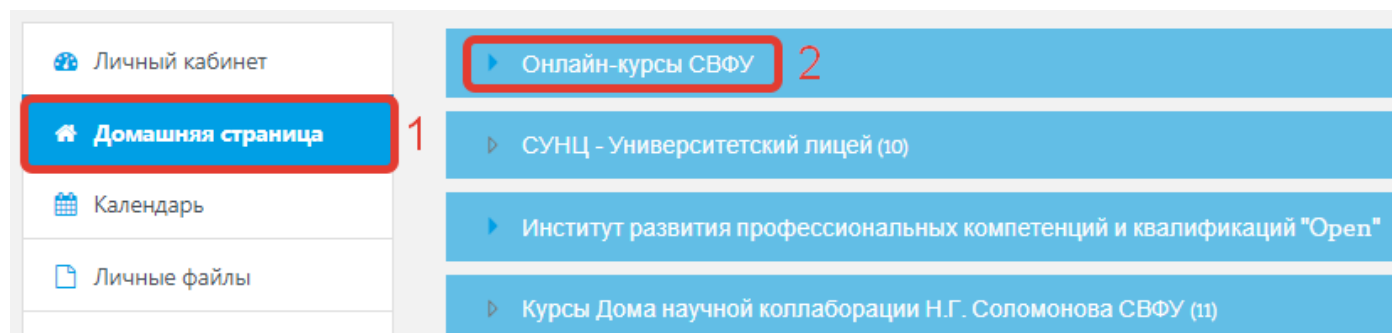 Личный кабинет
Домашняя страница
1
Календарь
Личные файлы
Онлайн-курсы СВФУ
2
СУНЦ - Университетский лицей (10)
Институт развития профессиональных компетенций и квалификаций "Open"
Курсы Дома научной коллаборации Н.Г. Соломонова СВФУ (11)